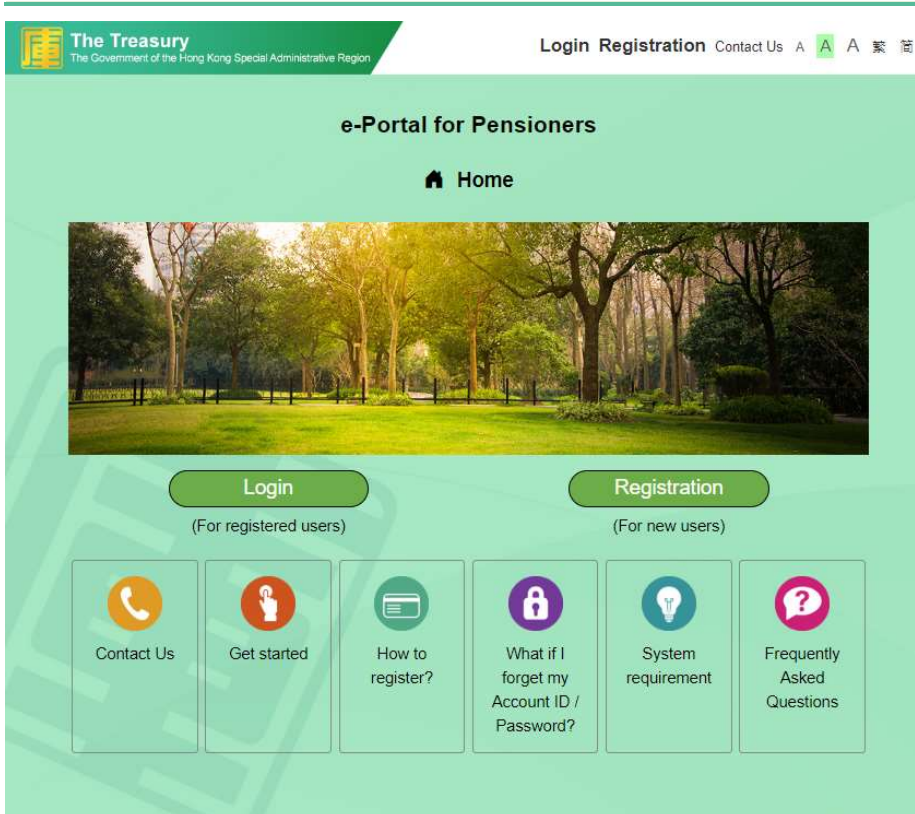 庫
The Treasury
The Government of the Hong Kong Special Administrative Region
Login Registration Contact Us A A A 繁 简
e-Portal for Pensioners
Home
Login
Registration
(For registered users)
(For new users)
Contact Us
Get started
How to
register?
What if I
forget my
Account ID /
Password?
System
requirement
Frequently
Asked
Questions